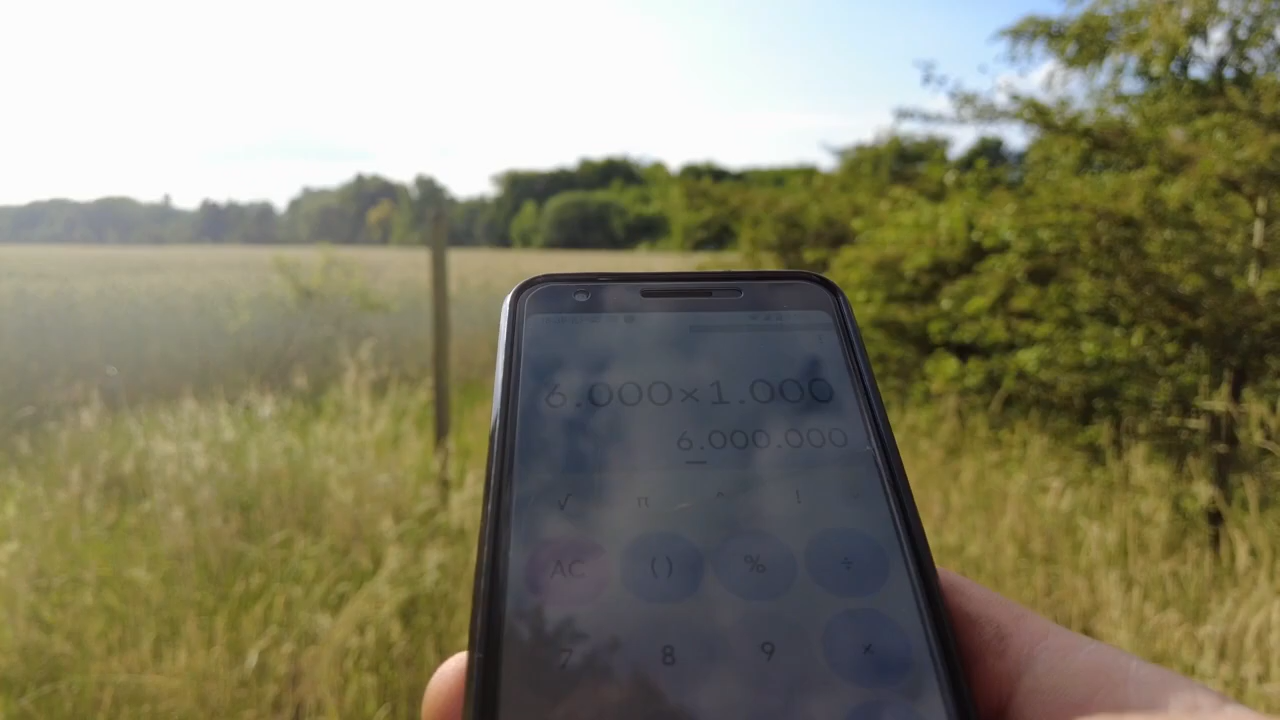 6.000×1.000
6.000.000
√ π ^ !
AC () % ÷
7 8 9 ×